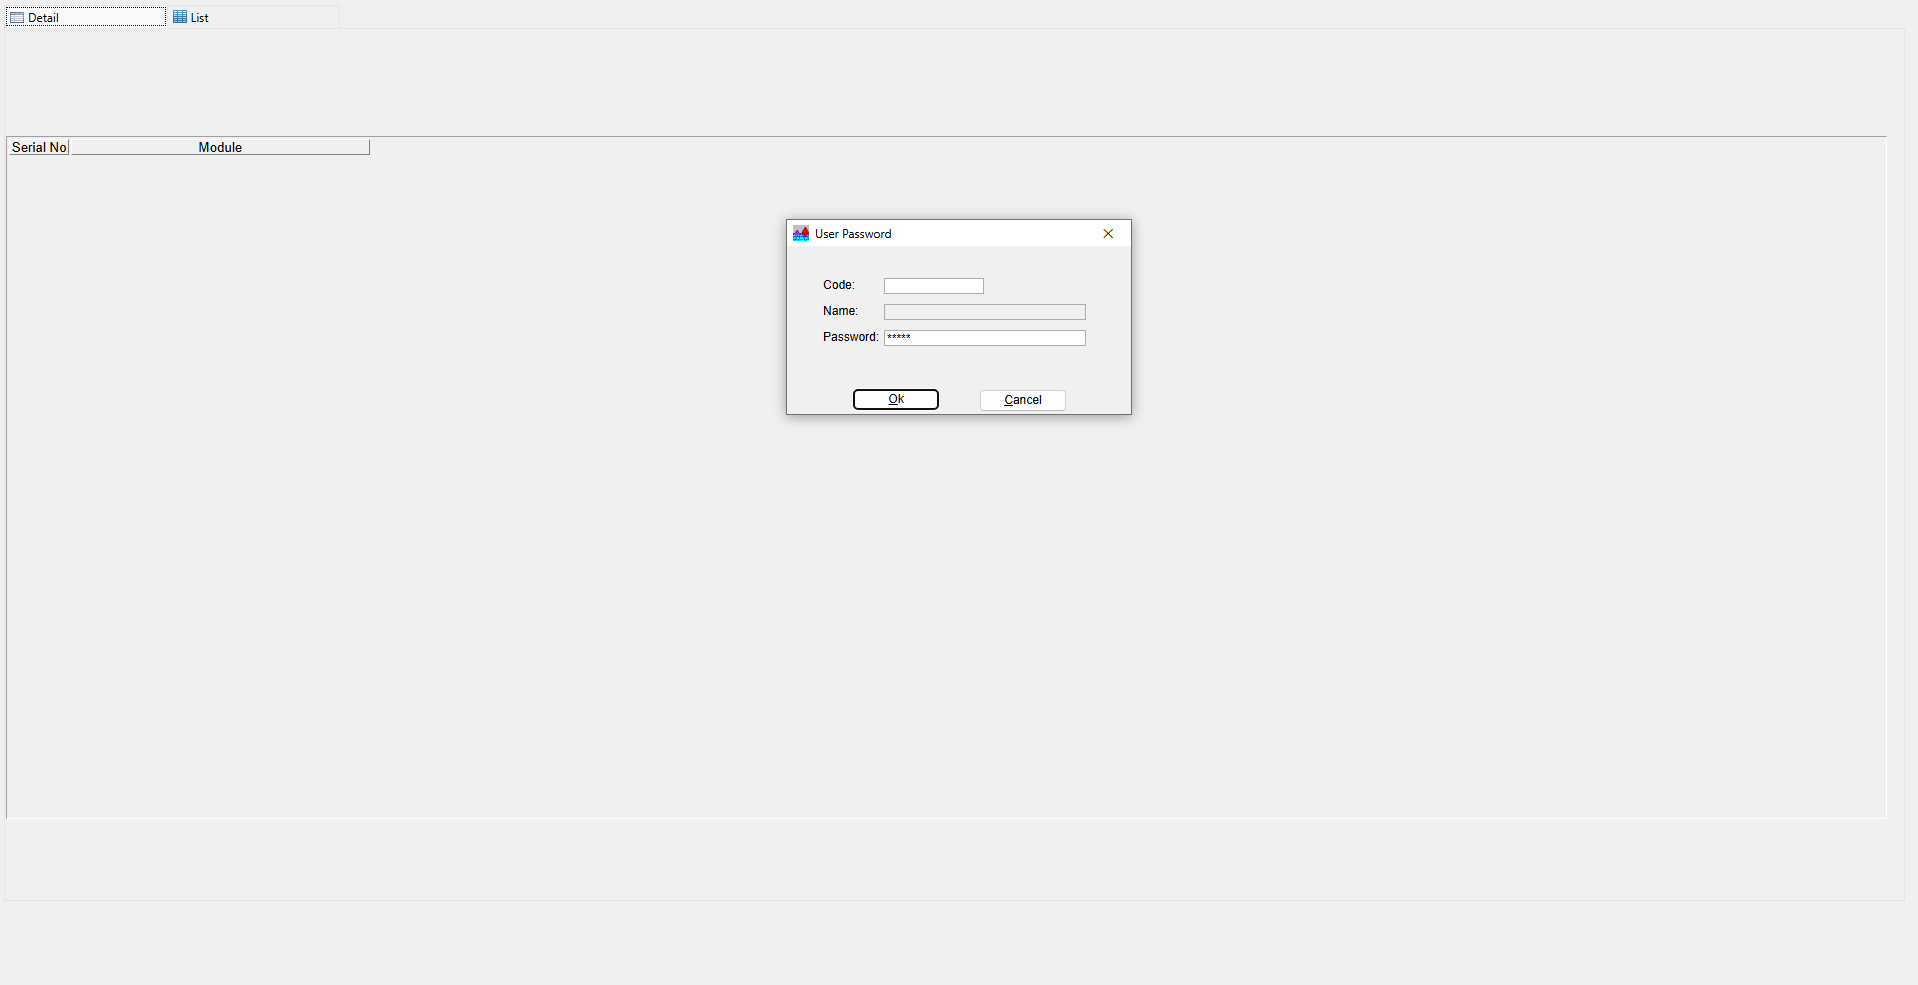 Detail List
Serial No Module
User Password
Code:
Name:
Password: *****
Ok Cancel